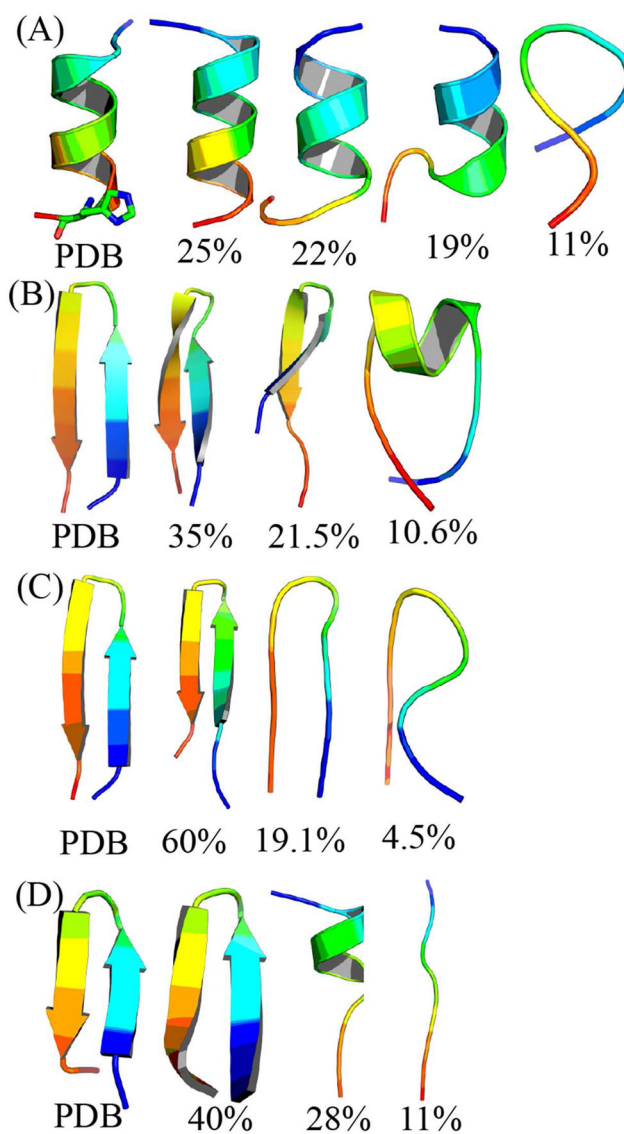 (A)
PDB 25% 22% 19% 11%
(B)
PDB 35% 21.5% 10.6%
(C)
PDB 60% 19.1% 4.5%
(D)
PDB 40% 28% 11%